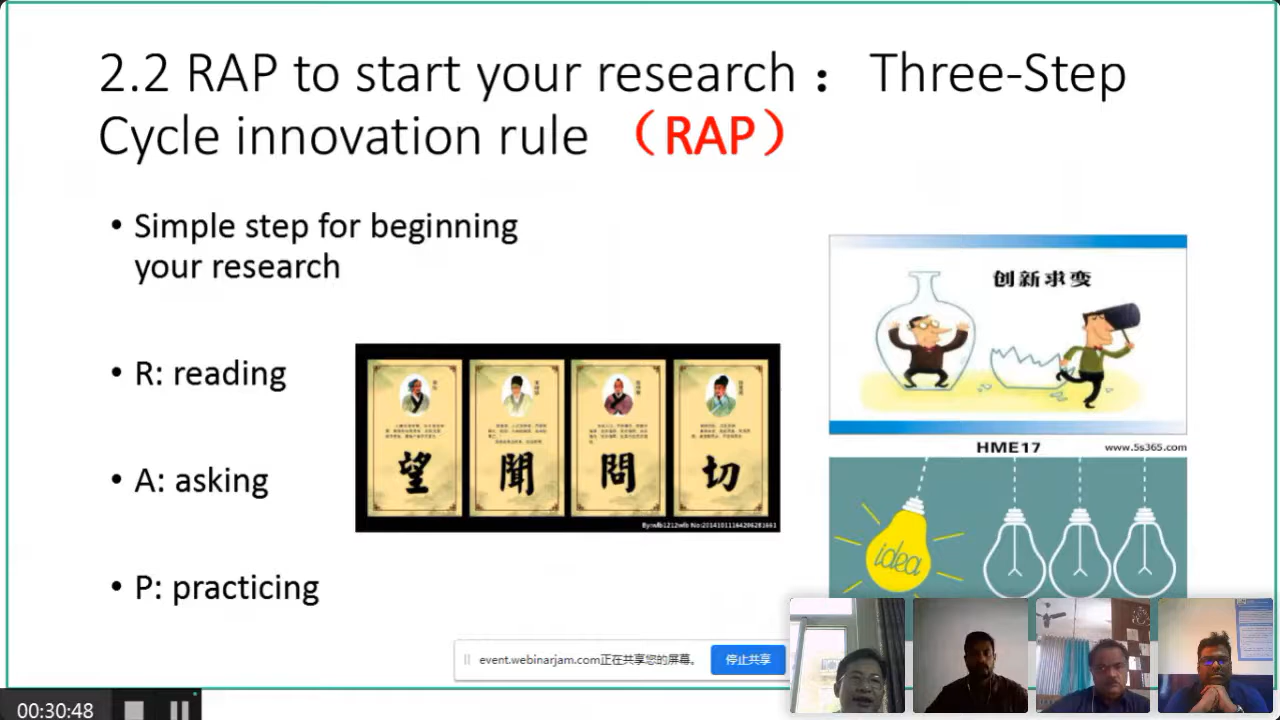 2.2 RAP to start your research ： Three-Step
Cycle innovation rule （RAP）
• Simple step for beginning
your research
• R: reading
• A: asking
• P: practicing
望
聞
問
切
创新求变
HME17
www.5s365.com
idea
event.webinarjam.com正在共享您的屏幕。
停止共享
00:30:48